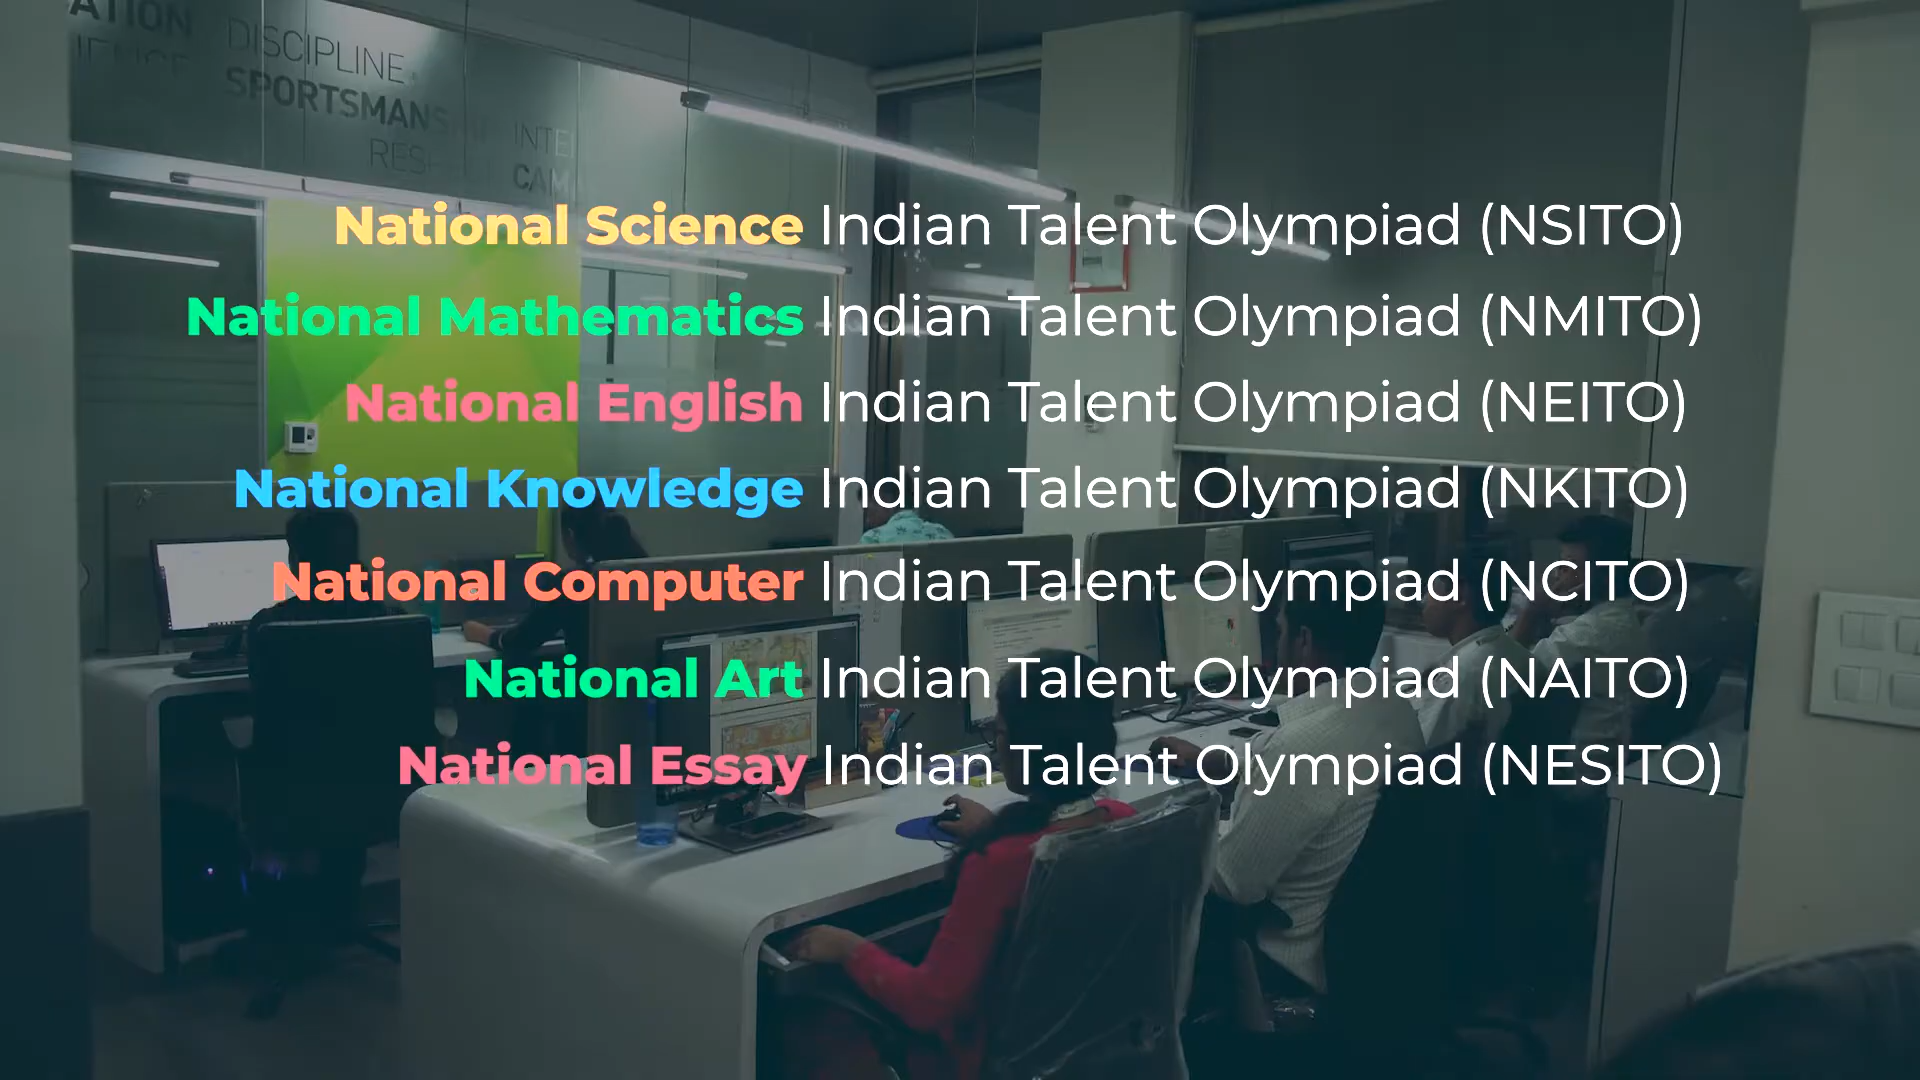 DISCIPLINE
SPORTSMANS
National Science Indian Talent Olympiad (NSITO)
National Mathematics Indian Talent Olympiad (NMITO)
National English Indian Talent Olympiad (NEITO)
National Knowledge Indian Talent Olympiad (NKITO)
National Computer Indian Talent Olympiad (NCITO)
National Art Indian Talent Olympiad (NAITO)
National Essay Indian Talent Olympiad (NESITO)